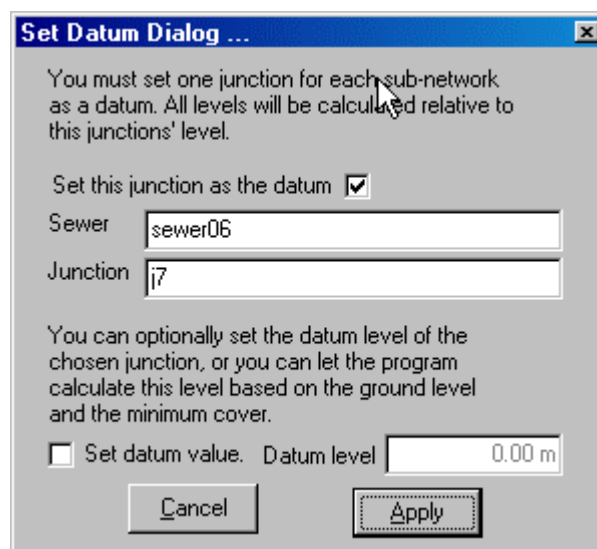 Set Datum Dialog ...
You must set one junction for each sub-network
as a datum. All levels will be calculated relative to
this junctions' level.
Set this junction as the datum
Sewer
sewer06
Junction
j7
You can optionally set the datum level of the
chosen junction, or you can let the program
calculate this level based on the ground level
and the minimum cover.
Set datum value. Datum level 0.00 m
Cancel Apply